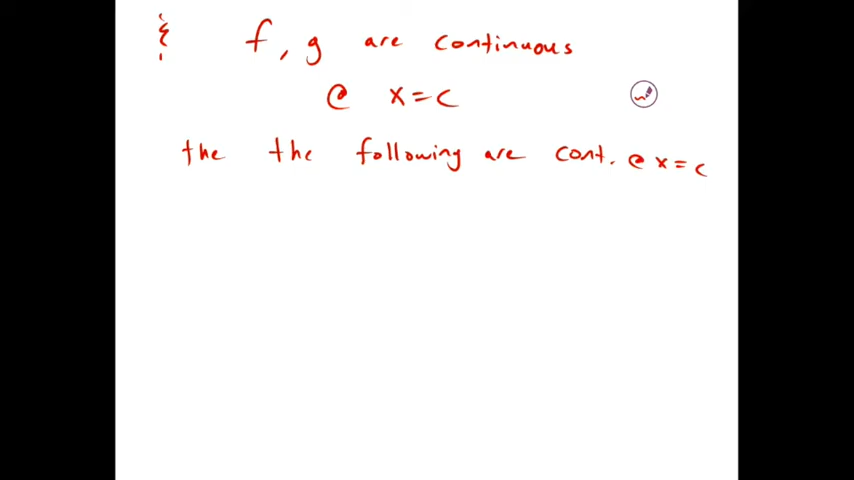 & f, g are continuous
@ x = c
the the following are cont. @ x = c